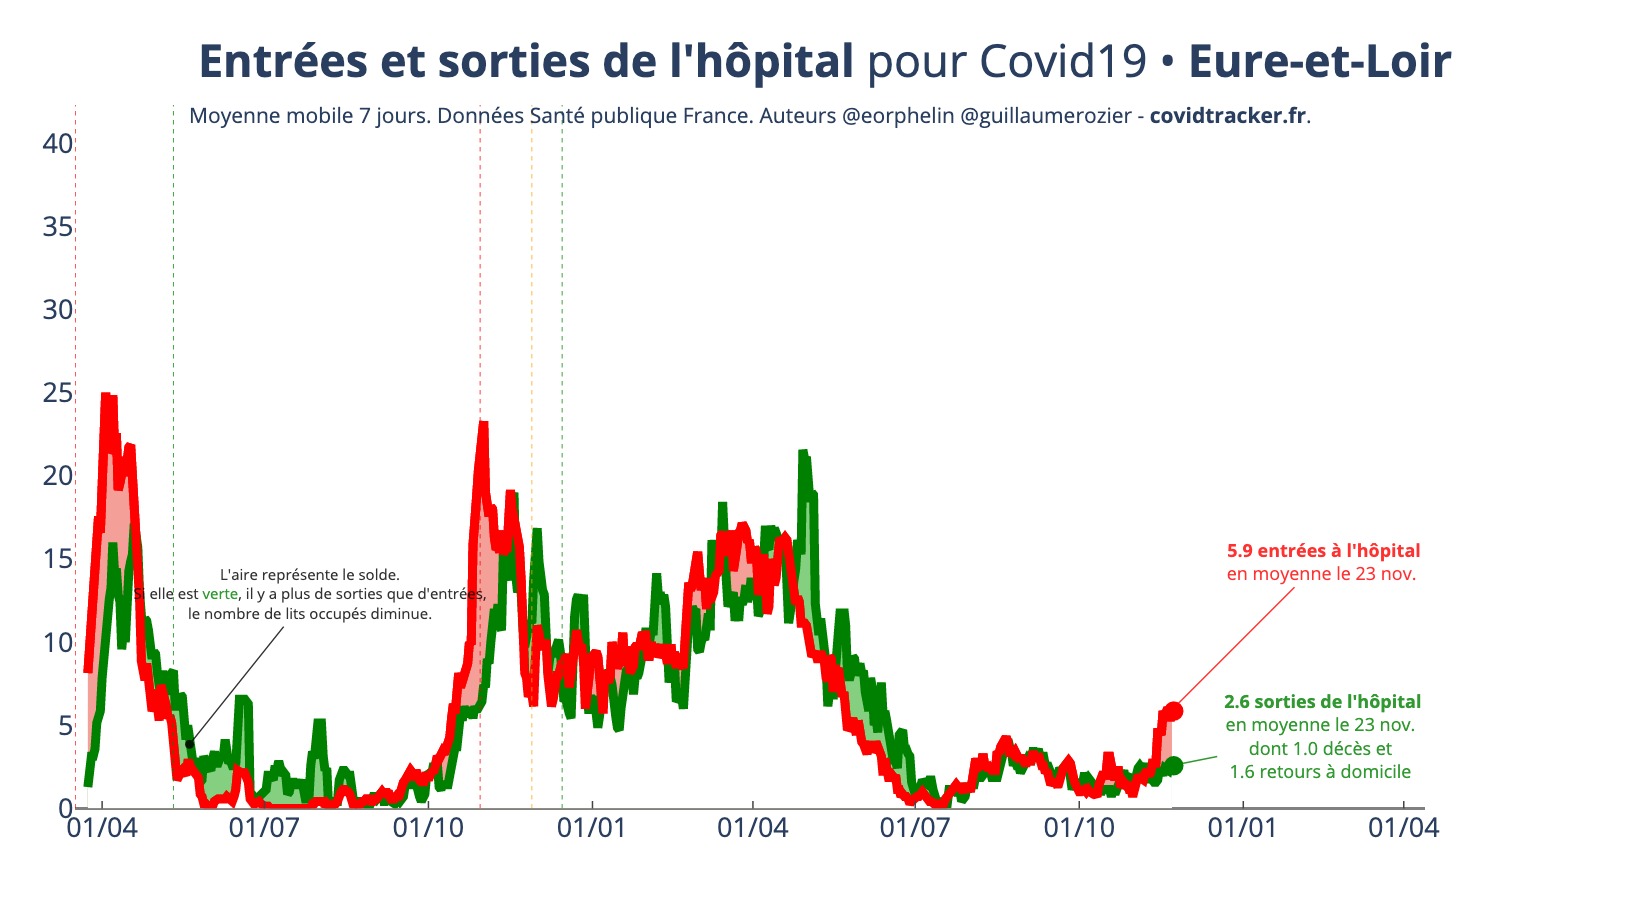 Entrées et sorties de l'hôpital pour Covid19 • Eure-et-Loir
Moyenne mobile 7 jours. Données Santé publique France. Auteurs @eorphelin @guillaumerozier - covidtracker.fr.
40
35
30
25
20
15
10
5
0
L'aire représente le solde.
Si elle est verte, il y a plus de sorties que d'entrées,
le nombre de lits occupés diminue.
5.9 entrées à l'hôpital
en moyenne le 23 nov.
2.6 sorties de l'hôpital
en moyenne le 23 nov.
dont 1.0 décès et
1.6 retours à domicile
01/04 01/07 01/10 01/01 01/04 01/07 01/10 01/01 01/04